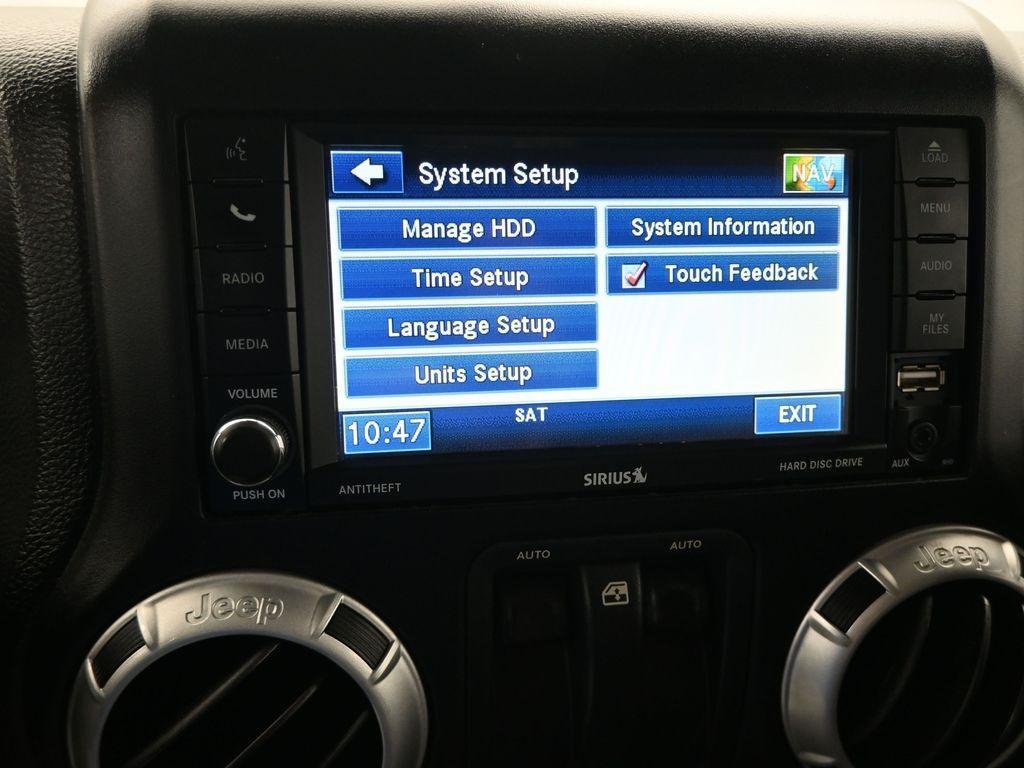 System Setup
NAV
LOAD
Manage HDD
System Information
MENU
Time Setup
Touch Feedback
RADIO
AUDIO
Language Setup
MY
FILES
MEDIA
Units Setup
VOLUME
10:47
SAT
EXIT
PUSH ON
ANTITHEFT
SIRIUS
HARD DISC DRIVE
AUX
AUTO
AUTO
Jeep
Jeep